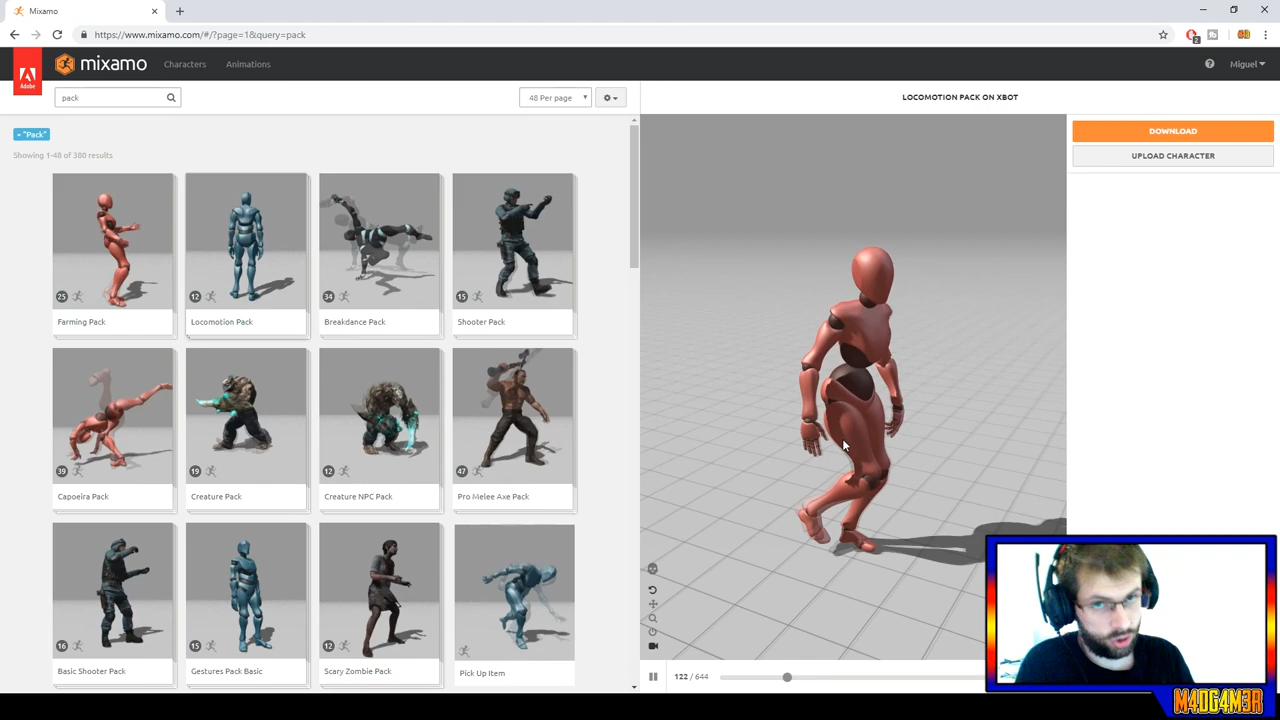 Mixamo
https://www.mixamo.com/#/?page=1&query=pack
2
Adobe
mixamo
Characters
Animations
Miguel
pack
48 Per page
LOCOMOTION PACK ON XBOT
"Pack"
Showing 1-48 of 380 results
DOWNLOAD
UPLOAD CHARACTER
25
12
34
15
Farming Pack
Locomotion Pack
Breakdance Pack
Shooter Pack
39
19
12
47
Capoeira Pack
Creature Pack
Creature NPC Pack
Pro Melee Axe Pack
16
15
12
Basic Shooter Pack
Gestures Pack Basic
Scary Zombie Pack
Pick Up Item
122 / 644
M4DG4M3R